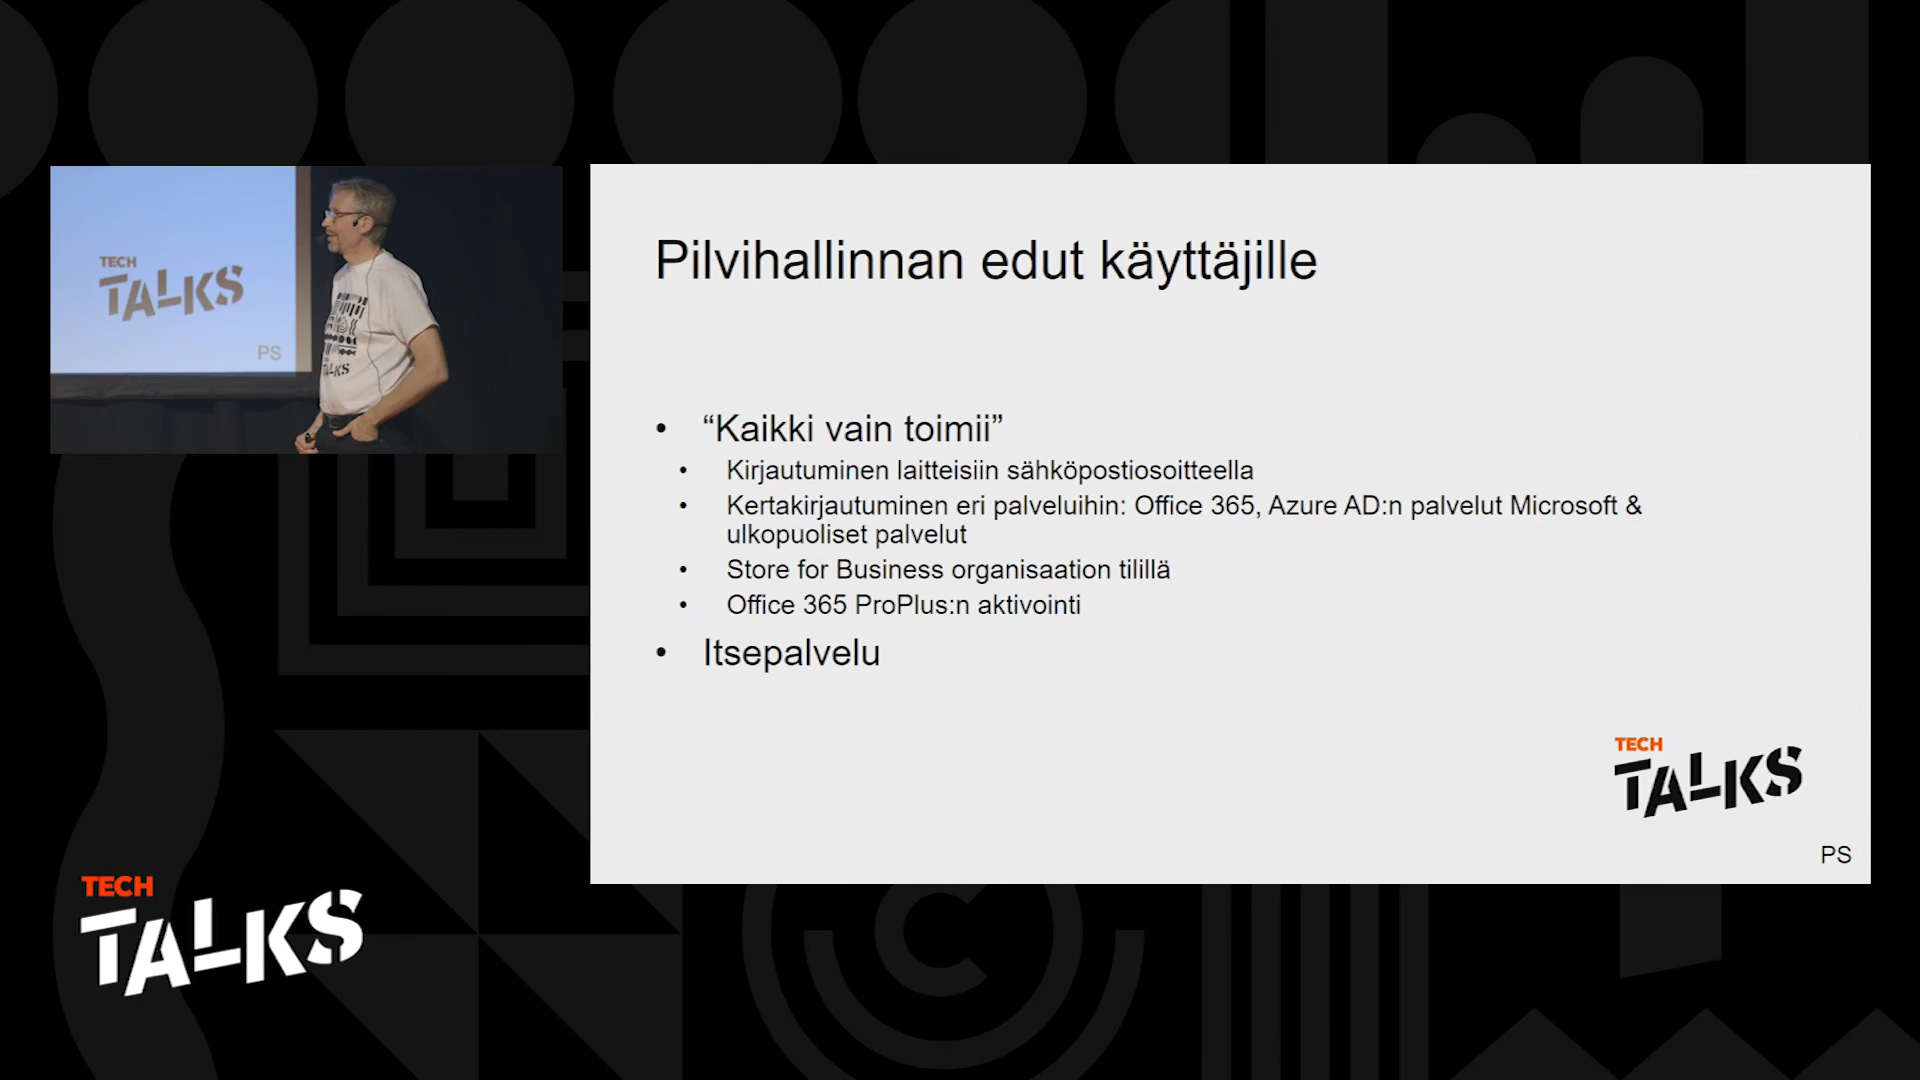 TECH
TALKS
PS
TALKS
Pilvihallinnan edut käyttäjille
• “Kaikki vain toimii”
• Kirjautuminen laitteisiin sähköpostiosoitteella
• Kertakirjautuminen eri palveluihin: Office 365, Azure AD:n palvelut Microsoft &
ulkopuoliset palvelut
• Store for Business organisaation tilillä
• Office 365 ProPlus:n aktivointi
• Itsepalvelu
TECH
TALKS
PS
TECH
TALKS